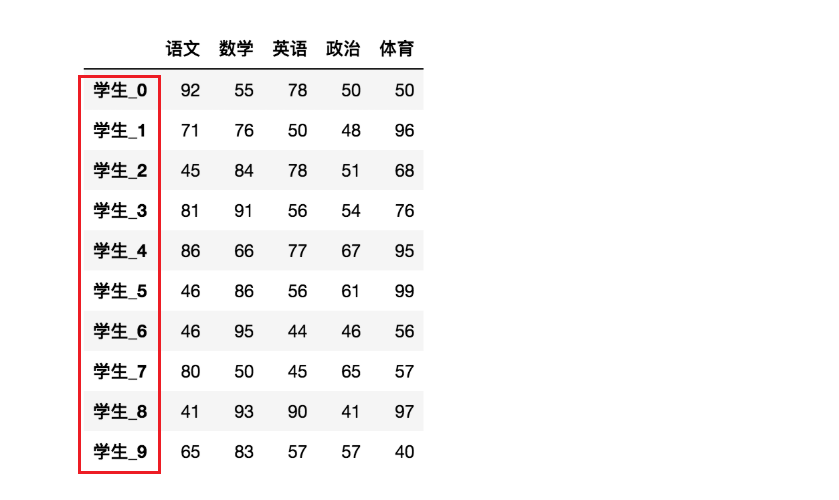 语文 数学 英语 政治 体育
学生_0 92 55 78 50 50
学生_1 71 76 50 48 96
学生_2 45 84 78 51 68
学生_3 81 91 56 54 76
学生_4 86 66 77 67 95
学生_5 46 86 56 61 99
学生_6 46 95 44 46 56
学生_7 80 50 45 65 57
学生_8 41 93 90 41 97
学生_9 65 83 57 57 40